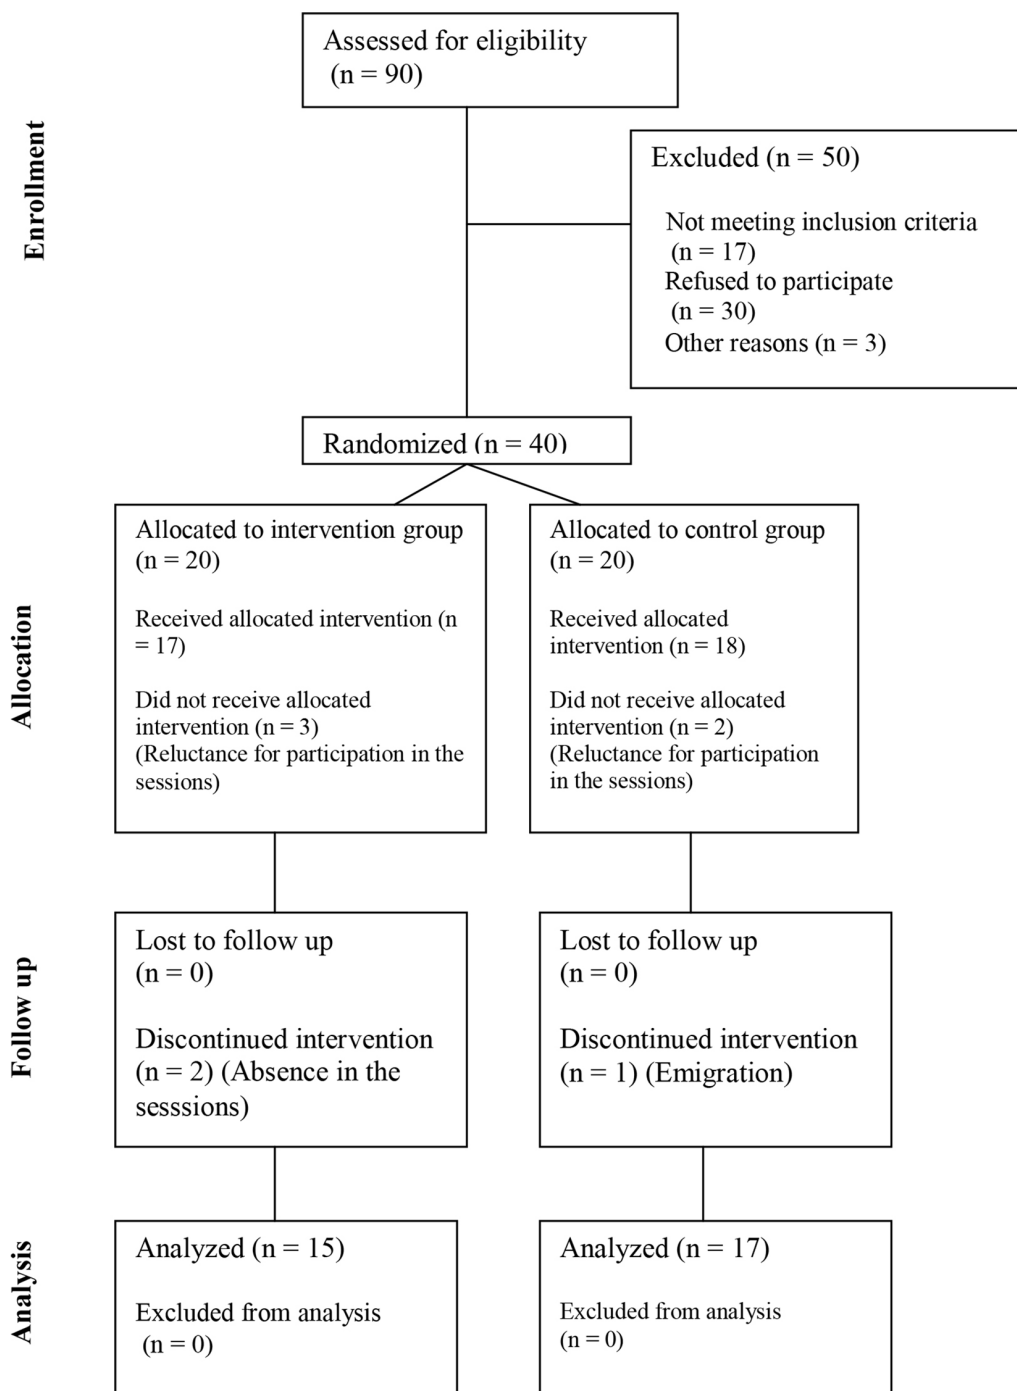 Assessed for eligibility
(n = 90)
Enrollment
Excluded (n = 50)
Not meeting inclusion criteria
(n = 17)
Refused to participate
(n = 30)
Other reasons (n = 3)
Randomized (n = 40)
Allocation
Allocated to intervention group
(n = 20)
Received allocated intervention (n
= 17)
Did not receive allocated
intervention (n = 3)
(Reluctance for participation in the
sessions)
Allocated to control group
(n = 20)
Received allocated
intervention (n = 18)
Did not receive allocated
intervention (n = 2)
(Reluctance for participation
in the sessions)
Follow up
Lost to follow up
(n = 0)
Discontinued intervention
(n = 2) (Absence in the
sesssions)
Lost to follow up
(n = 0)
Discontinued intervention
(n = 1) (Emigration)
Analysis
Analyzed (n = 15)
Excluded from analysis
(n = 0)
Analyzed (n = 17)
Excluded from analysis
(n = 0)